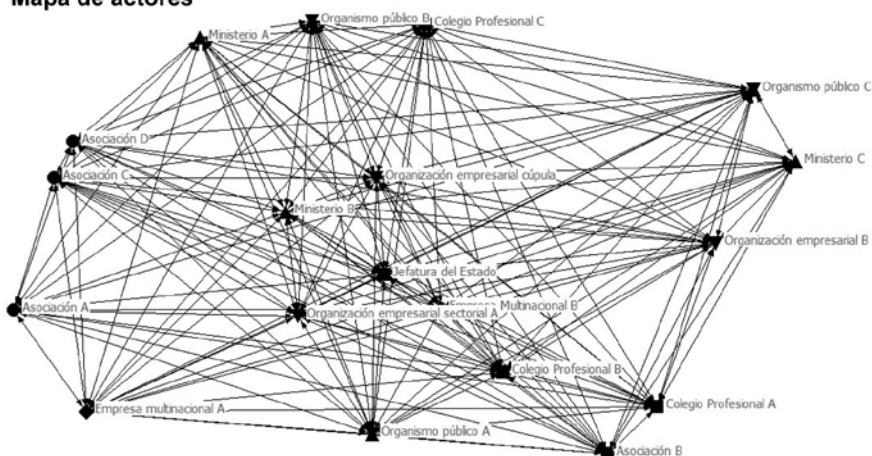 Mapa de actores
Organismo público B
Colegio Profesional C
Ministerio A
Organismo público C
Asociación D
Ministerio C
Asociación C
Organización empresarial cúpula
Ministerio B
Organización empresarial B
Jefatura del Estado
Empresa Multinacional B
Asociación A
Organización empresarial sectorial A
Colegio Profesional B
Colegio Profesional A
Empresa multinacional A
Organismo público A
Asociación B